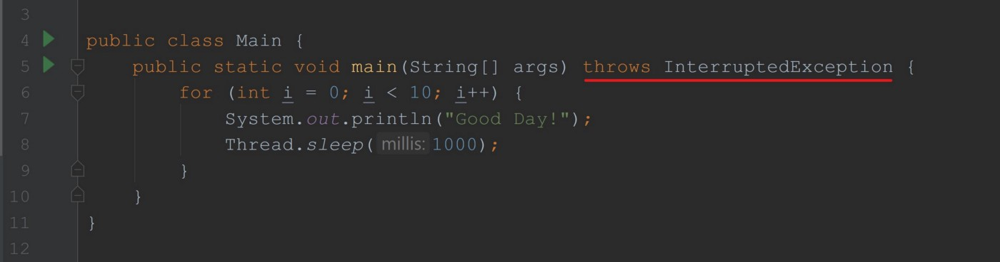 3
4 public class Main {
5 public static void main(String[] args) throws InterruptedException {
6 for (int i = 0; i < 10; i++) {
7 System.out.println("Good Day!");
8 Thread.sleep( millis: 1000);
9 }
10 }
11 }
12